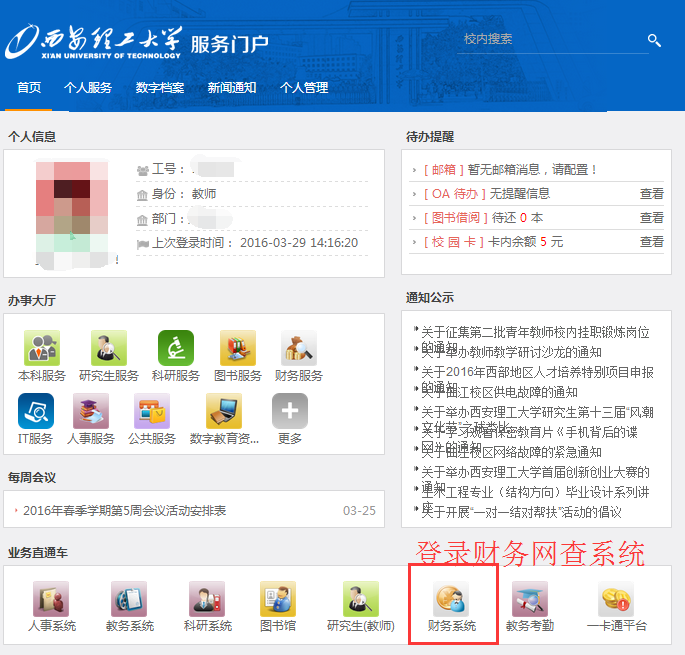 西安理工大学 服务门户
XI'AN UNIVERSITY OF TECHNOLOGY
校内搜索
首页 个人服务 数字档案 新闻通知 个人管理
个人信息
工号：
身份： 教师
部门：
上次登录时间： 2016-03-29 14:16:20
待办提醒
[ 邮箱 ] 暂无邮箱消息，请配置！
[ OA 待办 ] 无提醒信息 查看
[ 图书借阅 ] 待还 0 本 查看
[ 校 园 卡 ] 卡内余额 5 元 查看
办事大厅
本科服务 研究生服务 科研服务 图书服务 财务服务
IT服务 人事服务 公共服务 数字教育资... 更多
通知公示
关于征集第二批青年教师校内挂职锻炼岗位
的通知
关于举办教师教学研讨沙龙的通知
关于2016年西部地区人才培养特别项目申报
的通知
关于曲江校区供电故障的通知
关于举办西安理工大学研究生第十三届“风潮
文化节”之球类比
关于学习观看保密教育片《手机背后的谍
网》的通知
关于曲江校区网络故障的紧急通知
关于举办西安理工大学首届创新创业大赛的
通知
土木工程专业（结构方向）毕业设计系列讲
座
关于开展“一对一结对帮扶”活动的倡议
每周会议
2016年春季学期第5周会议活动安排表 03-25
业务直通车
登录财务网查系统
人事系统 教务系统 科研系统 图书馆 研究生(教师) 财务系统 教务考勤 一卡通平台